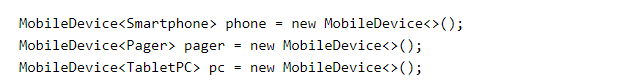 MobileDevice<Smartphone> phone = new MobileDevice<>();
MobileDevice<Pager> pager = new MobileDevice<>();
MobileDevice<TabletPC> pc = new MobileDevice<>();